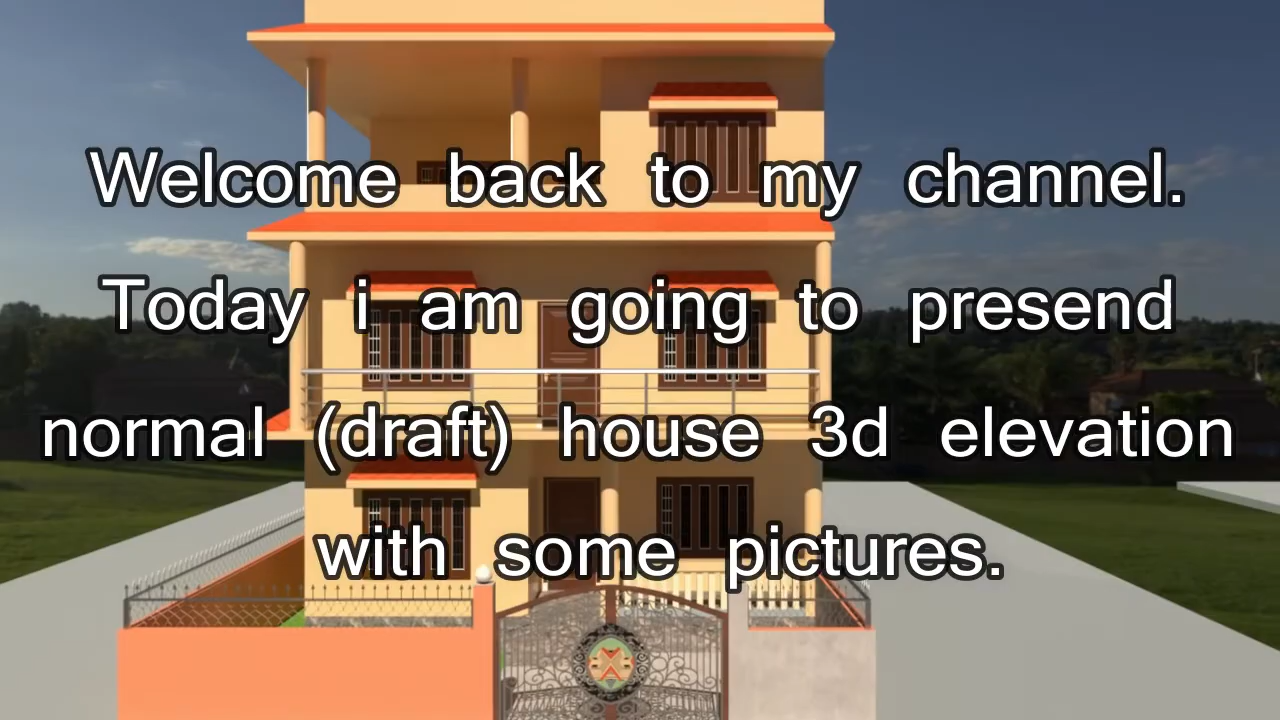 Welcome back to my channel.
Today i am going to presend
normal (draft) house 3d elevation
with some pictures.